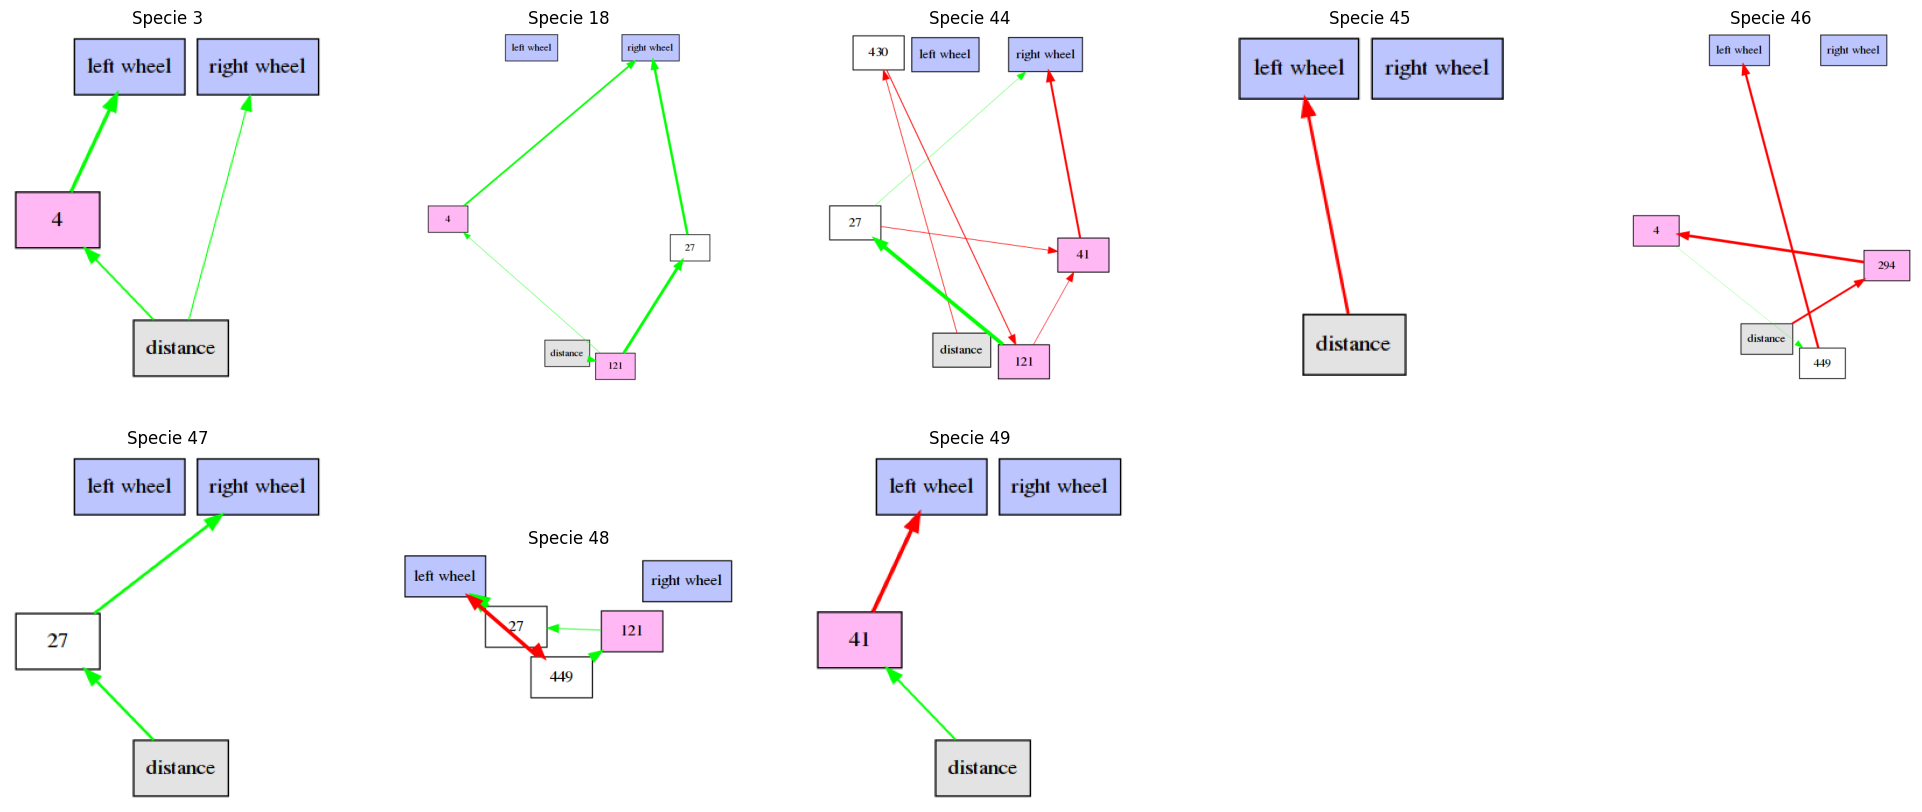 Specie 3
left wheel
right wheel
4
distance
Specie 18
left wheel
right wheel
4
27
distance
121
Specie 44
430
left wheel
right wheel
27
41
distance
121
Specie 45
left wheel
right wheel
distance
Specie 46
left wheel
right wheel
4
294
distance
449
Specie 47
left wheel
right wheel
27
distance
Specie 48
left wheel
right wheel
27
121
449
Specie 49
left wheel
right wheel
41
distance